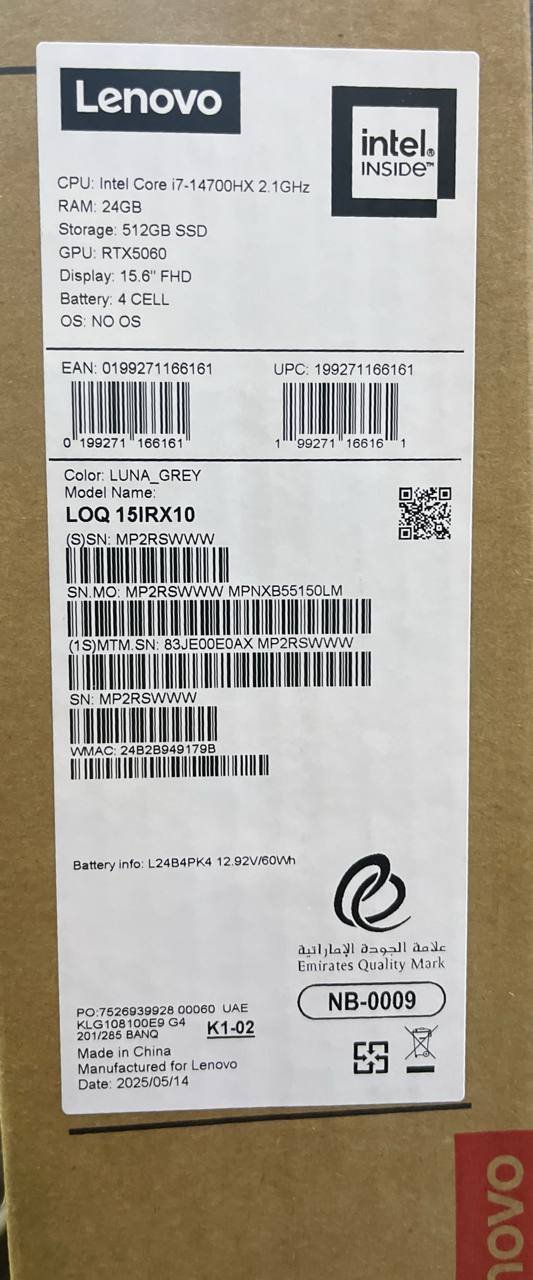 Lenovo
intel.
INSIDE™
CPU: Intel Core i7-14700HX 2.1GHz
RAM: 24GB
Storage: 512GB SSD
GPU: RTX5060
Display: 15.6" FHD
Battery: 4 CELL
OS: NO OS
EAN: 0199271166161
UPC: 199271166161
0 199271 166161
1 99271 16616 1
Color: LUNA_GREY
Model Name:
LOQ 15IRX10
(S)SN: MP2RSWWW
SN.MO: MP2RSWWW MPNXB55150LM
(1S)MTM.SN: 83JE00E0AX MP2RSWWW
SN: MP2RSWWW
WMAC: 24B2B949179B
Battery info: L24B4PK4 12.92V/60Wh
علامة الجودة الإماراتية
Emirates Quality Mark
NB-0009
PO:7526939928 00060 UAE
KLG108100E9 G4
201/285 BANQ
K1-02
Made in China
Manufactured for Lenovo
Date: 2025/05/14
novo